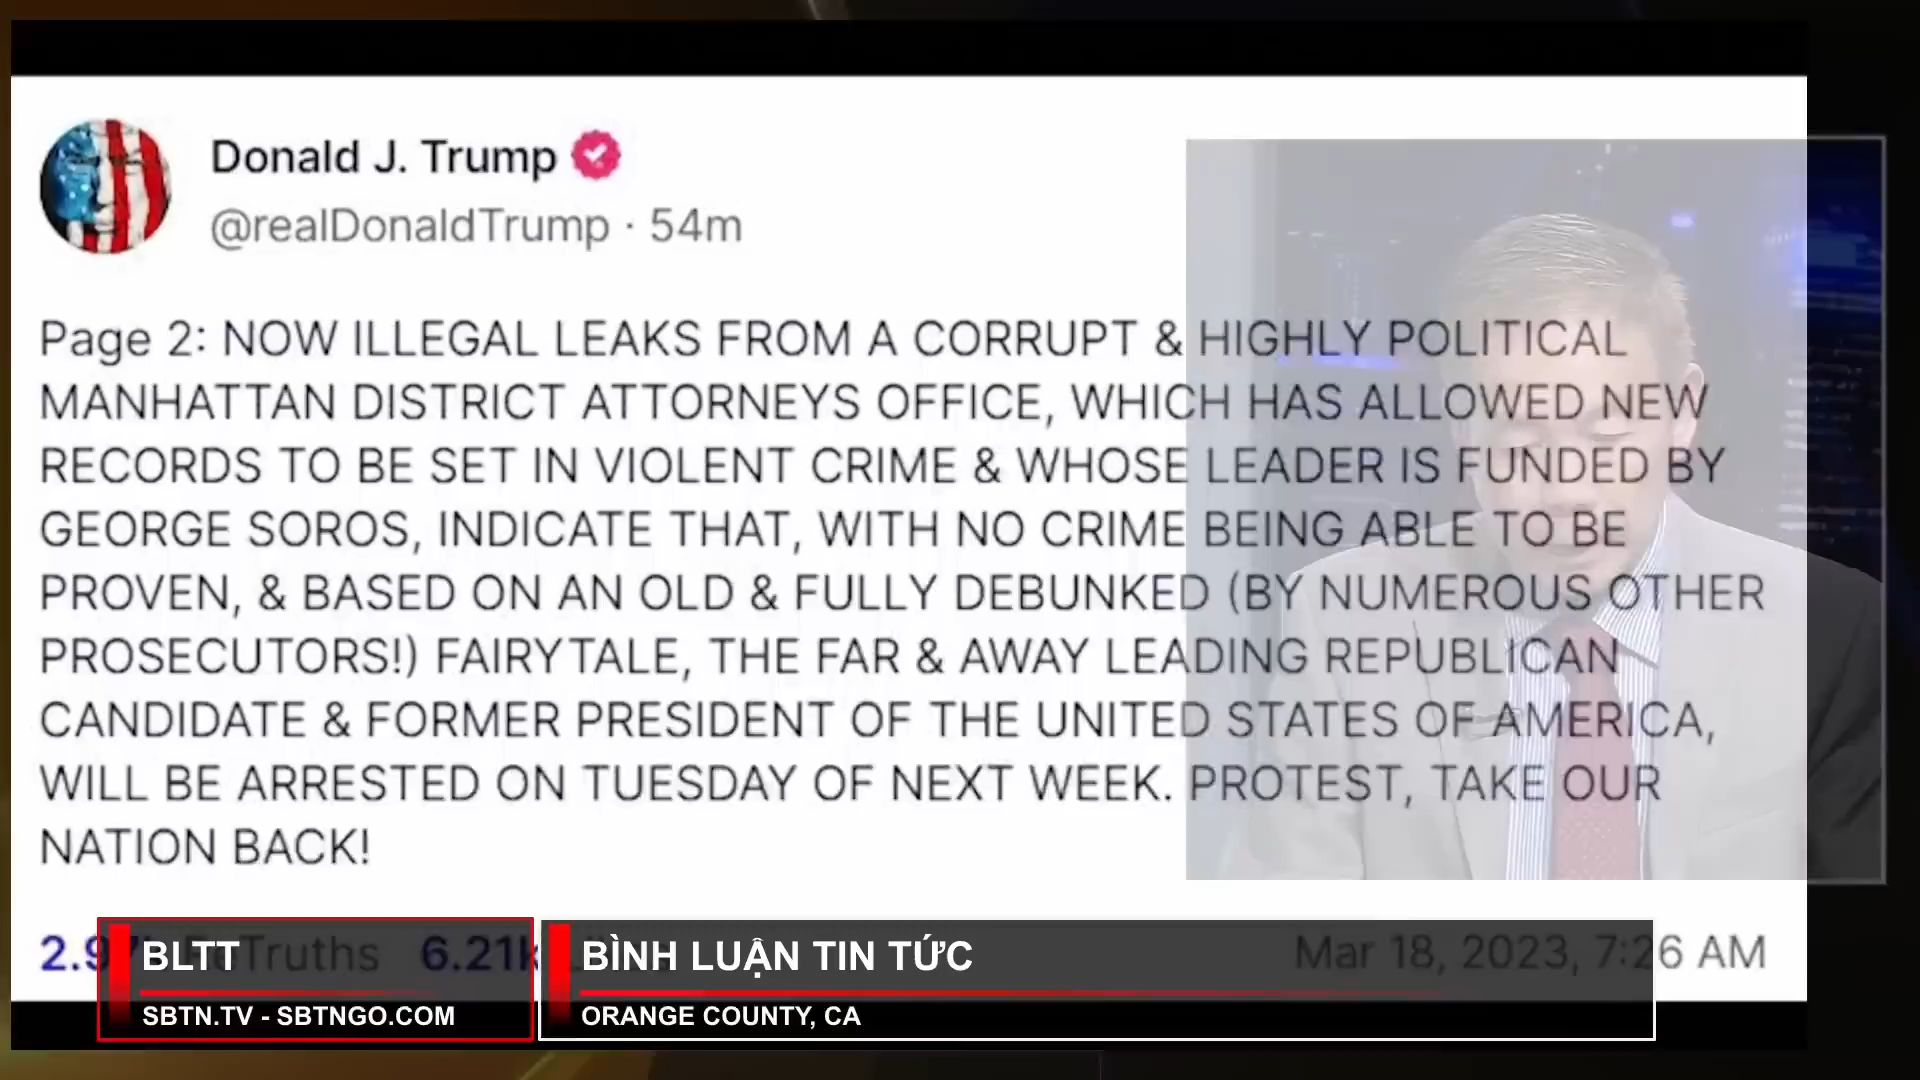 Donald J. Trump
@realDonaldTrump · 54m
Page 2: NOW ILLEGAL LEAKS FROM A CORRUPT & HIGHLY POLITICAL
MANHATTAN DISTRICT ATTORNEYS OFFICE, WHICH HAS ALLOWED NEW
RECORDS TO BE SET IN VIOLENT CRIME & WHOSE LEADER IS FUNDED BY
GEORGE SOROS, INDICATE THAT, WITH NO CRIME BEING ABLE TO BE
PROVEN, & BASED ON AN OLD & FULLY DEBUNKED (BY NUMEROUS OTHER
PROSECUTORS!) FAIRYTALE, THE FAR & AWAY LEADING REPUBLICAN
CANDIDATE & FORMER PRESIDENT OF THE UNITED STATES OF AMERICA,
WILL BE ARRESTED ON TUESDAY OF NEXT WEEK. PROTEST, TAKE OUR
NATION BACK!
ReTruths 6.21k Mar 18, 2023, 7:26 AM
BLTT
SBTN.TV - SBTNGO.COM
BÌNH LUẬN TIN TỨC
ORANGE COUNTY, CA